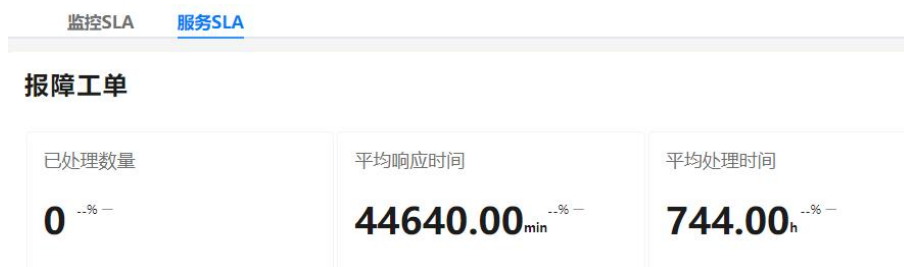 监控SLA 服务SLA
报障工单
已处理数量 平均响应时间 平均处理时间
0 --% — 44640.00min --% — 744.00h --% —